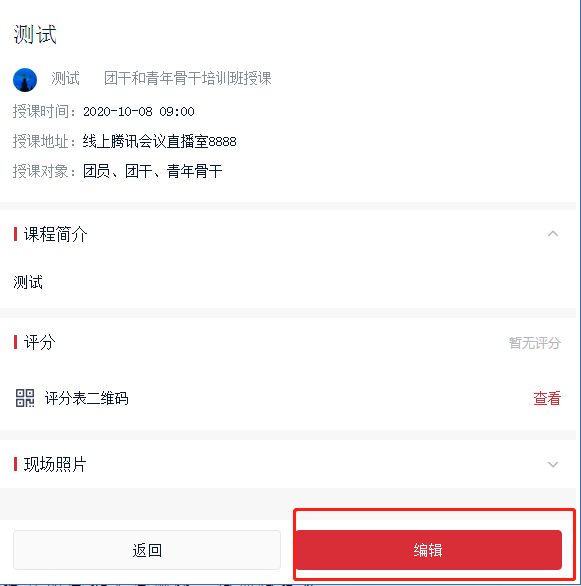 测试
测试 团干和青年骨干培训班授课
授课时间：2020-10-08 09:00
授课地址：线上腾讯会议直播室8888
授课对象：团员、团干、青年骨干
课程简介
测试
评分 暂无评分
评分表二维码 查看
现场照片
返回 编辑